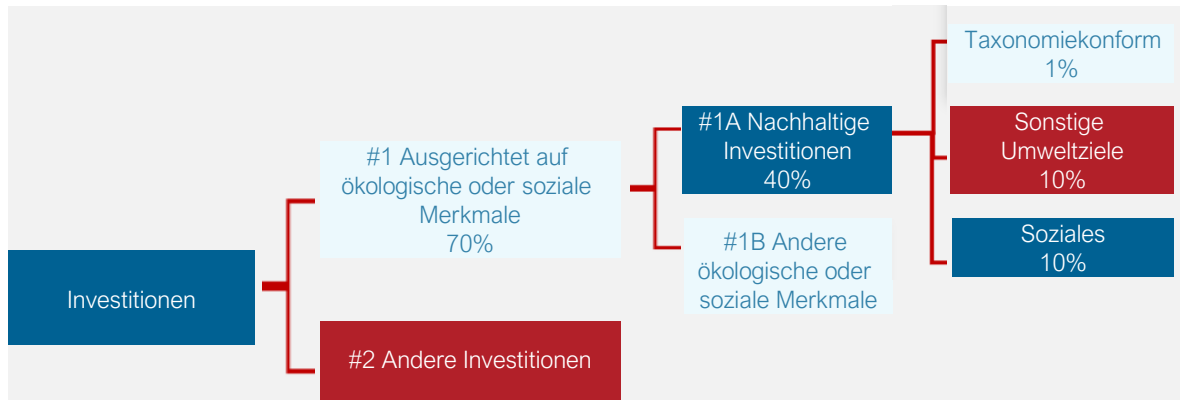 Investitionen
#1 Ausgerichtet auf
ökologische oder soziale
Merkmale
70%
#2 Andere Investitionen
#1A Nachhaltige
Investitionen
40%
#1B Andere
ökologische oder
soziale Merkmale
Taxonomiekonform
1%
Sonstige
Umweltziele
10%
Soziales
10%